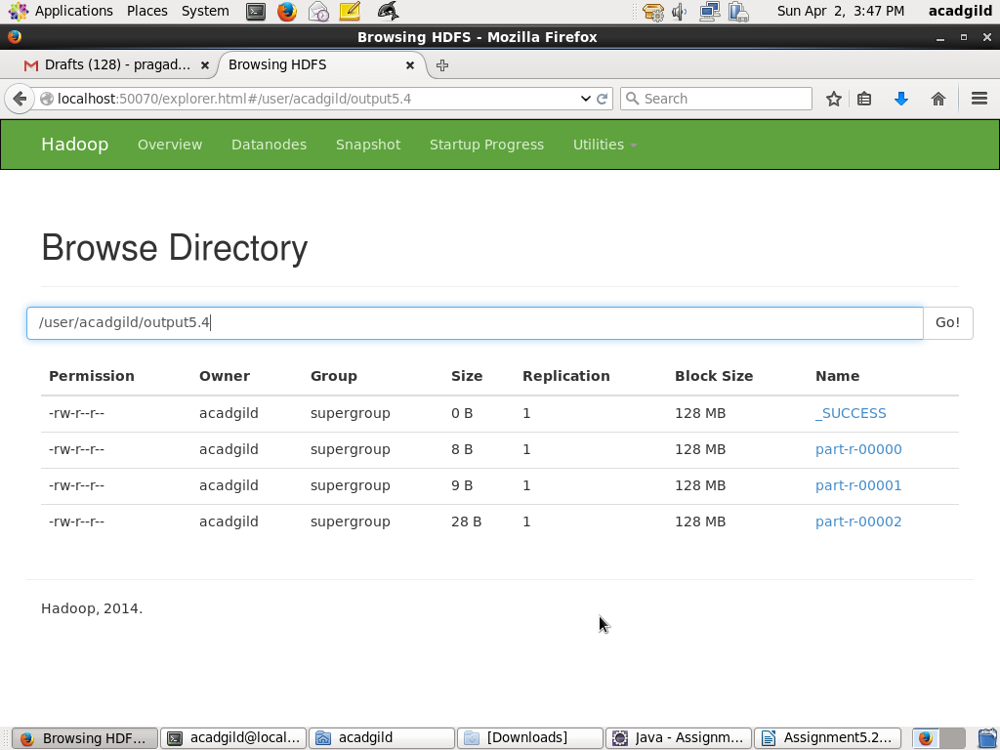 Applications Places System Sun Apr 2, 3:47 PM acadgild
Browsing HDFS - Mozilla Firefox
Drafts (128) - pragad... Browsing HDFS
localhost:50070/explorer.html#/user/acadgild/output5.4 Search
Hadoop Overview Datanodes Snapshot Startup Progress Utilities
Browse Directory
/user/acadgild/output5.4 Go!
Permission Owner Group Size Replication Block Size Name
-rw-r--r-- acadgild supergroup 0 B 1 128 MB _SUCCESS
-rw-r--r-- acadgild supergroup 8 B 1 128 MB part-r-00000
-rw-r--r-- acadgild supergroup 9 B 1 128 MB part-r-00001
-rw-r--r-- acadgild supergroup 28 B 1 128 MB part-r-00002
Hadoop, 2014.
Browsing HDF... acadgild@local... acadgild [Downloads] Java - Assignm... Assignment5.2...